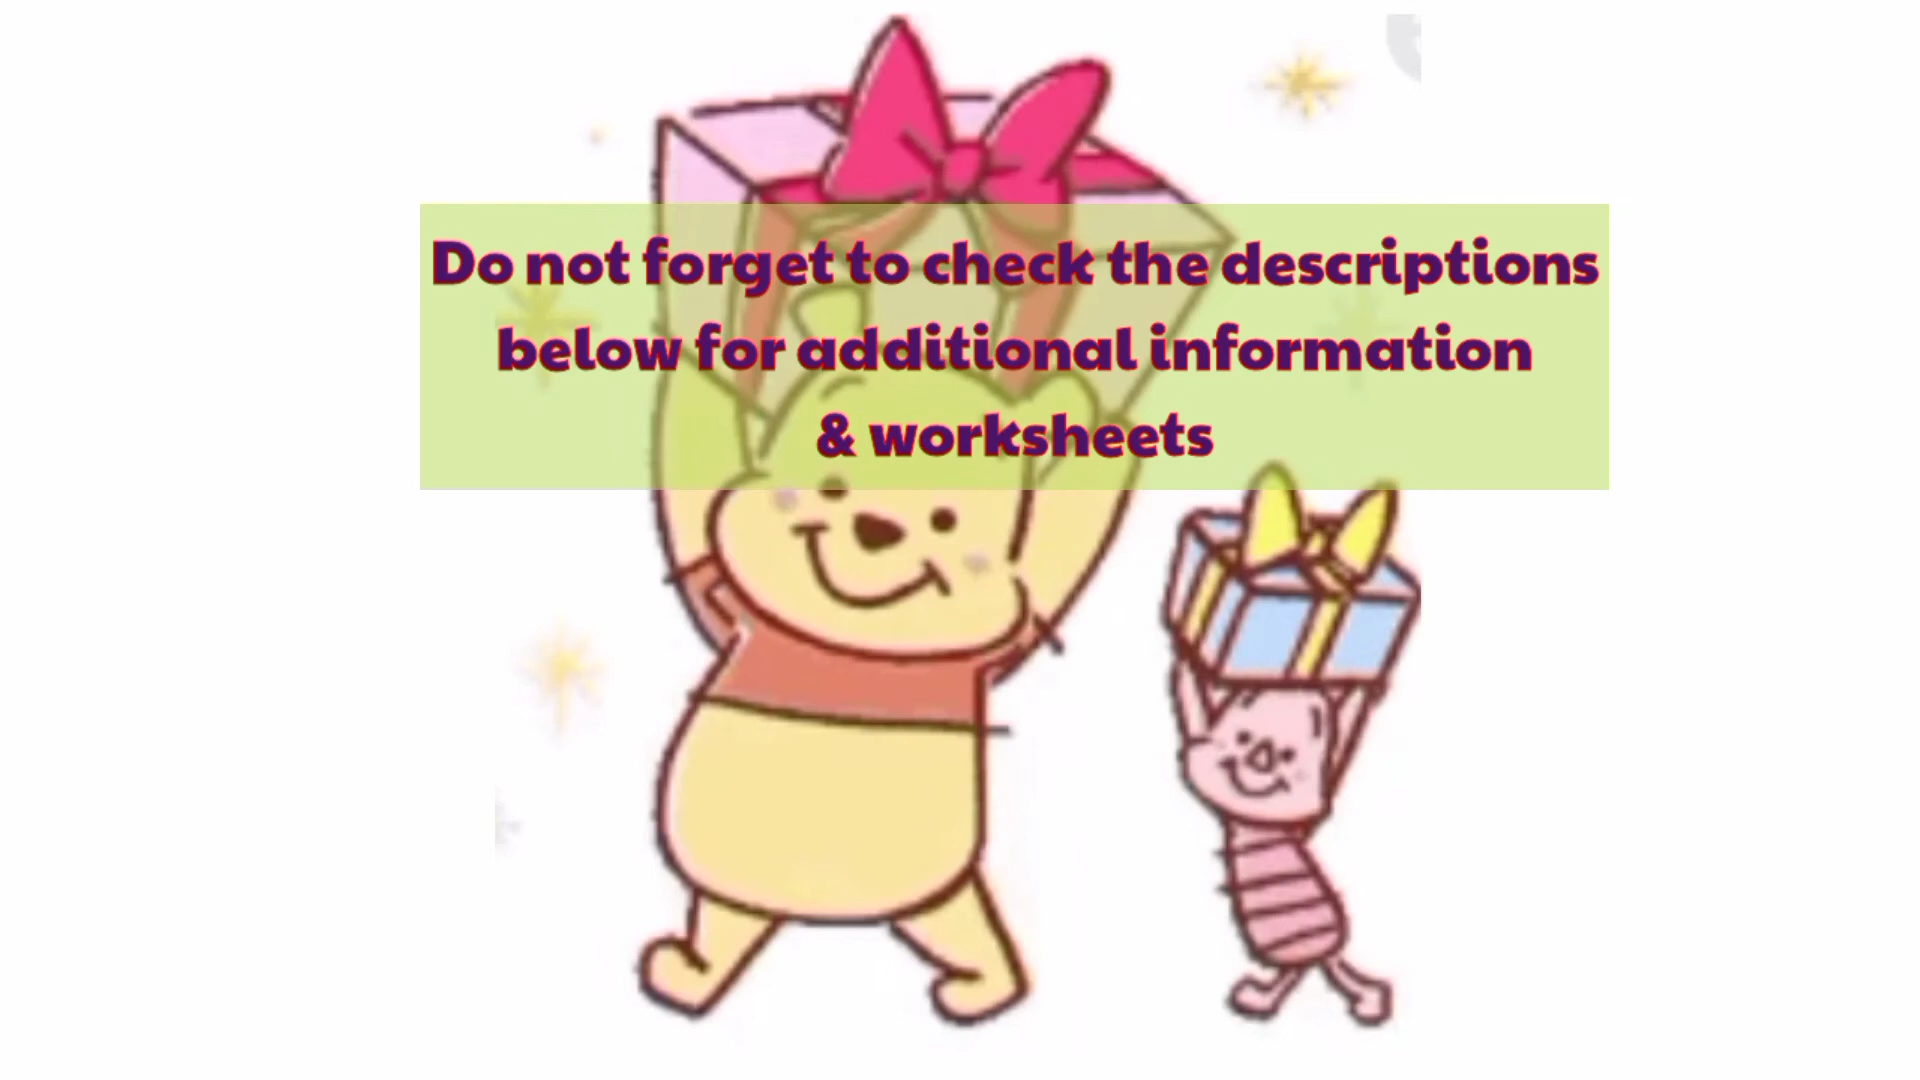 Do not forget to check the descriptions
below for additional information
& worksheets